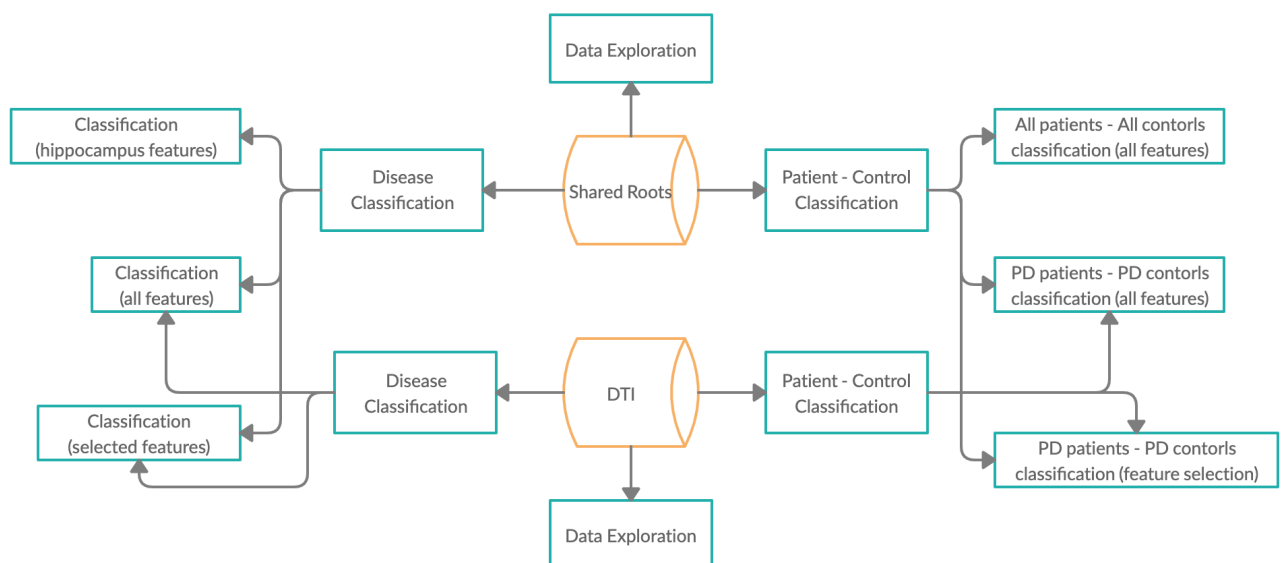 Data Exploration
Classification
(hippocampus features)
Disease
Classification
Shared Roots
Patient - Control
Classification
All patients - All contorls
classification (all features)
Classification
(all features)
PD patients - PD contorls
classification (all features)
Disease
Classification
DTI
Patient - Control
Classification
Classification
(selected features)
PD patients - PD contorls
classification (feature selection)
Data Exploration